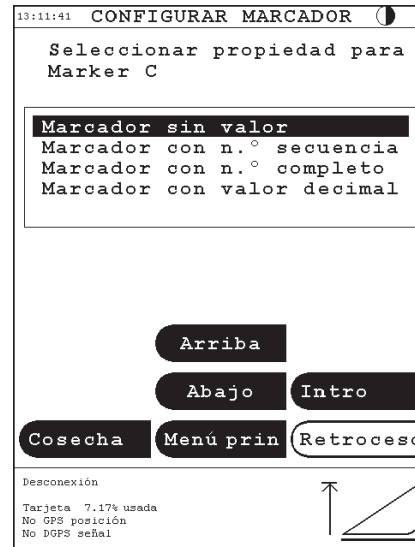 13:11:41 CONFIGURAR MARCADOR
Seleccionar propiedad para
Marker C
Marcador sin valor
Marcador con n.° secuencia
Marcador con n.° completo
Marcador con valor decimal
Arriba
Abajo Intro
Cosecha Menú prin Retroceso
Desconexión
Tarjeta 7.17% usada
No GPS posición
No DGPS señal